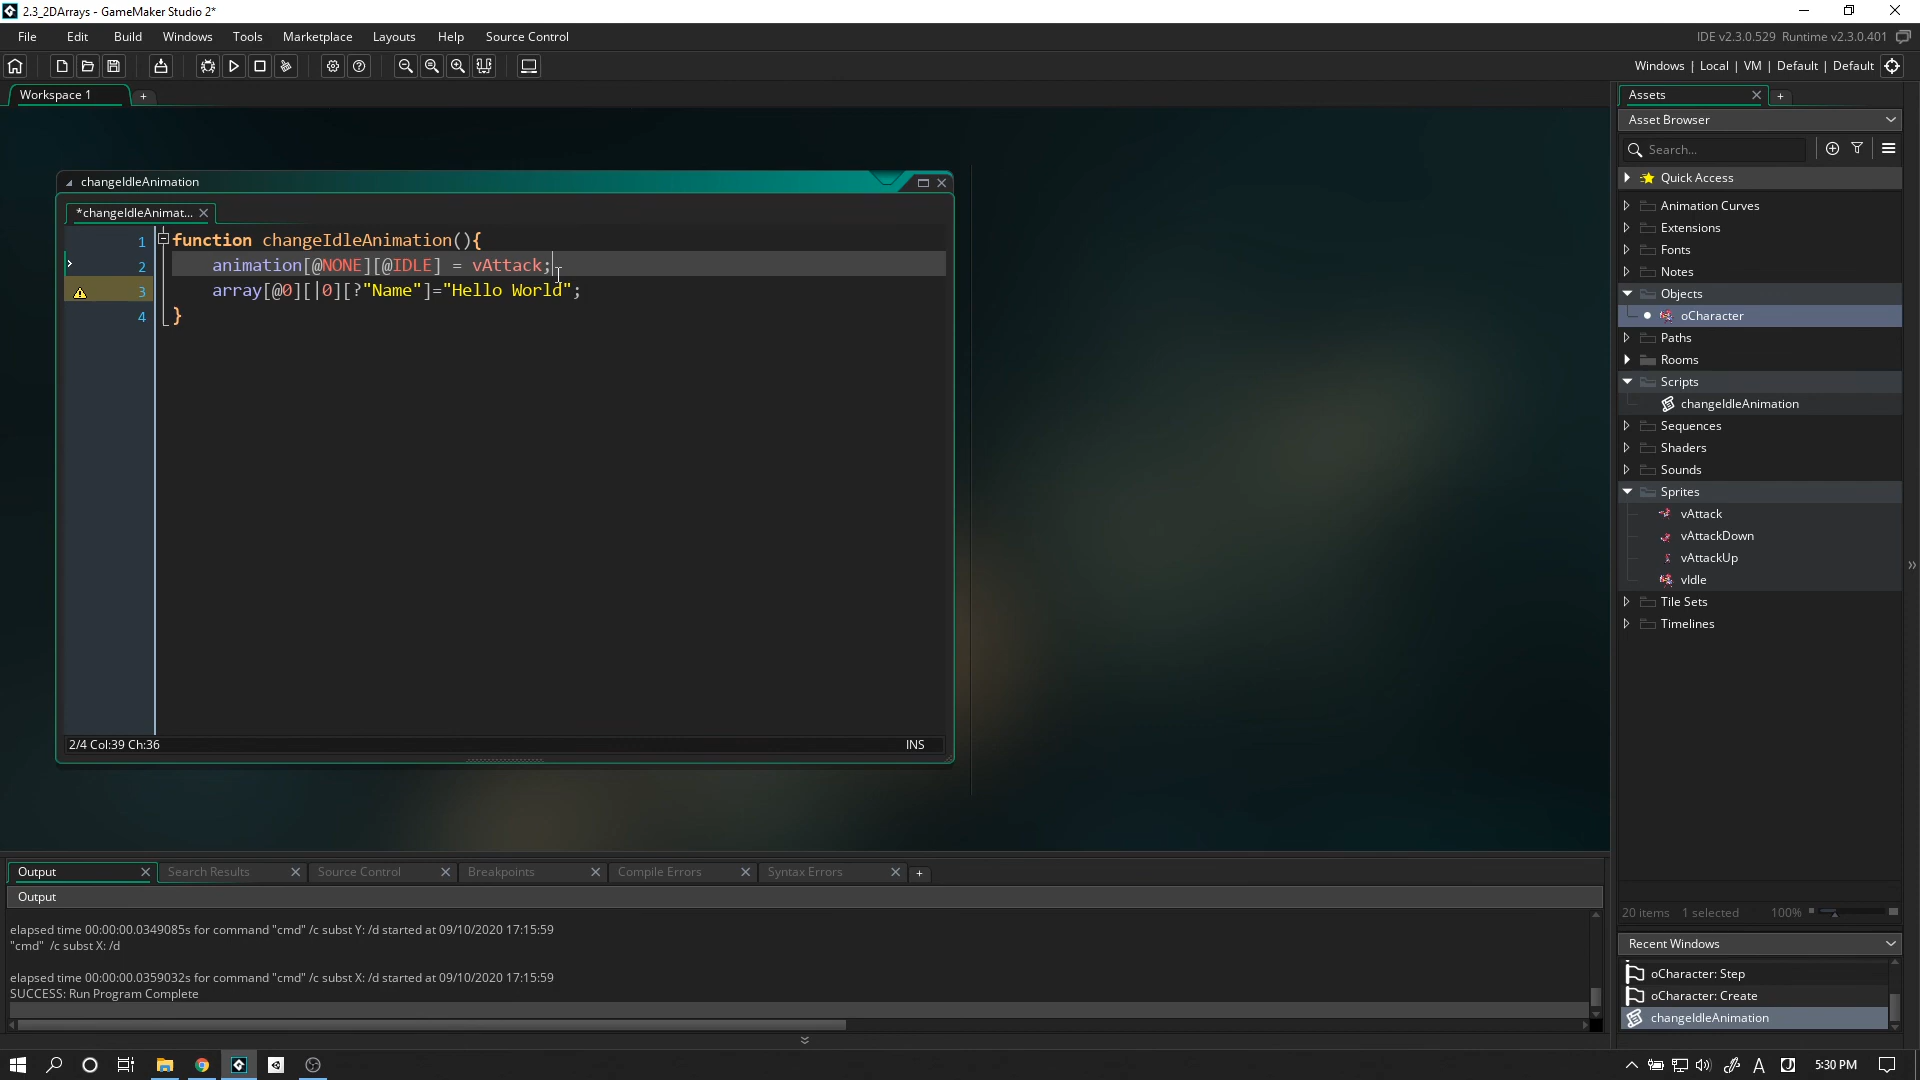 2.3_2DArrays - GameMaker Studio 2*
File Edit Build Windows Tools Marketplace Layouts Help Source Control
IDE v2.3.0.529 Runtime v2.3.0.401
Windows | Local | VM | Default | Default
Workspace 1 +
changeIdleAnimation
*changeIdleAnimat...
1 function changeIdleAnimation(){
2 animation[@NONE][@IDLE] = vAttack;
3 array[@0][|0][?"Name"]="Hello World";
4 }
2/4 Col:39 Ch:36 INS
Assets
Asset Browser
Search...
Quick Access
Animation Curves
Extensions
Fonts
Notes
Objects
oCharacter
Paths
Rooms
Scripts
changeIdleAnimation
Sequences
Shaders
Sounds
Sprites
vAttack
vAttackDown
vAttackUp
vIdle
Tile Sets
Timelines
20 items 1 selected 100%
Recent Windows
oCharacter: Step
oCharacter: Create
changeIdleAnimation
Output Search Results Source Control Breakpoints Compile Errors Syntax Errors +
Output
elapsed time 00:00:00.0349085s for command "cmd" /c subst Y: /d started at 09/10/2020 17:15:59
"cmd" /c subst X: /d
elapsed time 00:00:00.0359032s for command "cmd" /c subst X: /d started at 09/10/2020 17:15:59
SUCCESS: Run Program Complete
A 5:30 PM